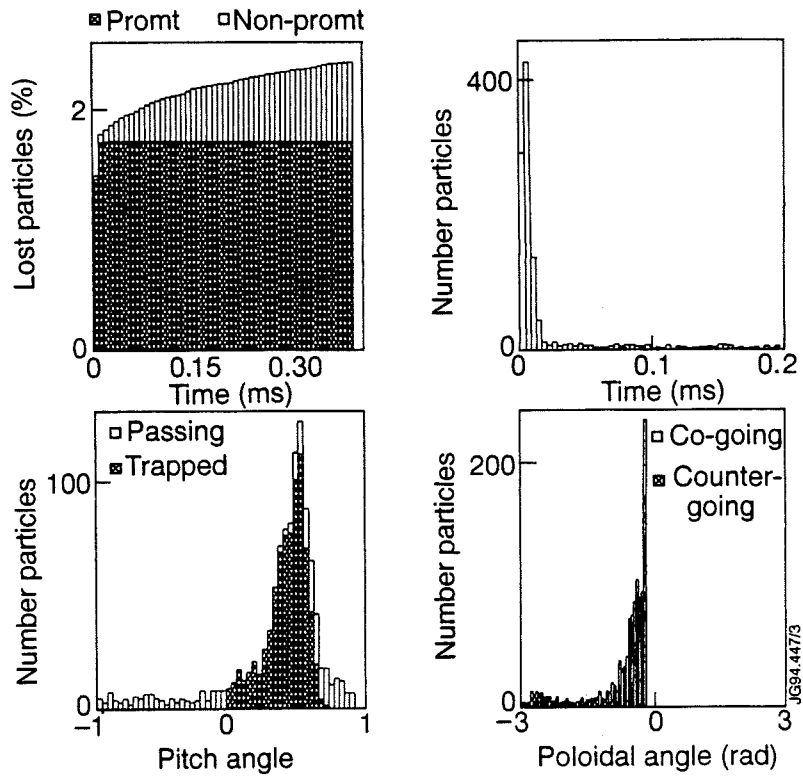 Promt Non-promt
Lost particles (%)
2
0
0 0.15 0.30
Time (ms)
Number particles
400
0
0 0.1 0.2
Time (ms)
Passing
Trapped
Number particles
100
0
−1 0 1
Pitch angle
Co-going
Counter-
going
Number particles
200
0
−3 0 3
Poloidal angle (rad)
JG94.447/3